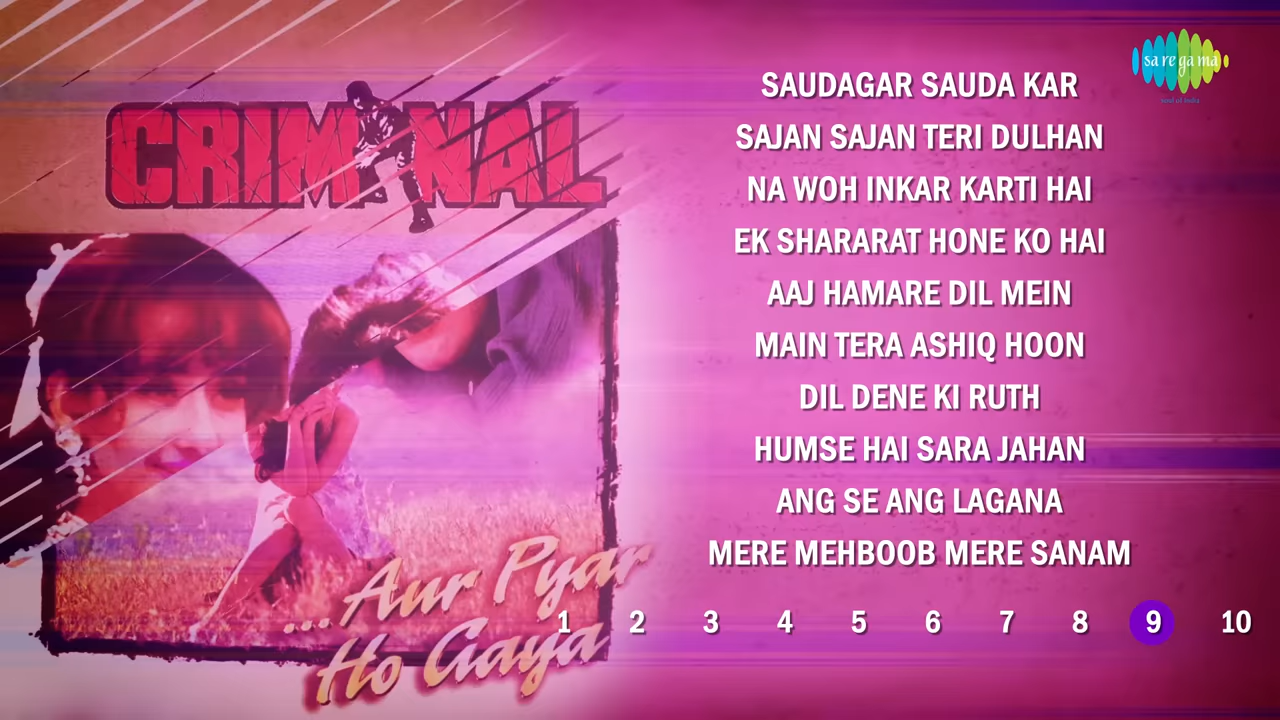 CRIMINAL
... Aur Pyar
Ho Gaya
sa re ga ma
SAUDAGAR SAUDA KAR
SAJAN SAJAN TERI DULHAN
NA WOH INKAR KARTI HAI
EK SHARARAT HONE KO HAI
AAJ HAMARE DIL MEIN
MAIN TERA ASHIQ HOON
DIL DENE KI RUTH
HUMSE HAI SARA JAHAN
ANG SE ANG LAGANA
MERE MEHBOOB MERE SANAM
1 2 3 4 5 6 7 8 9 10